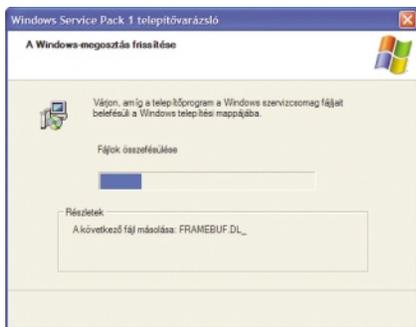 Windows Service Pack 1 telepítővarázsló
A Windows-megosztás frissítése
Várjon, amíg a telepítőprogram a Windows szervizcsomag fájljait
belefésüli a Windows telepítési mappájába.
Fájlok összefésülése
Részletek
A következő fájl másolása: FRAMEBUF.DL_